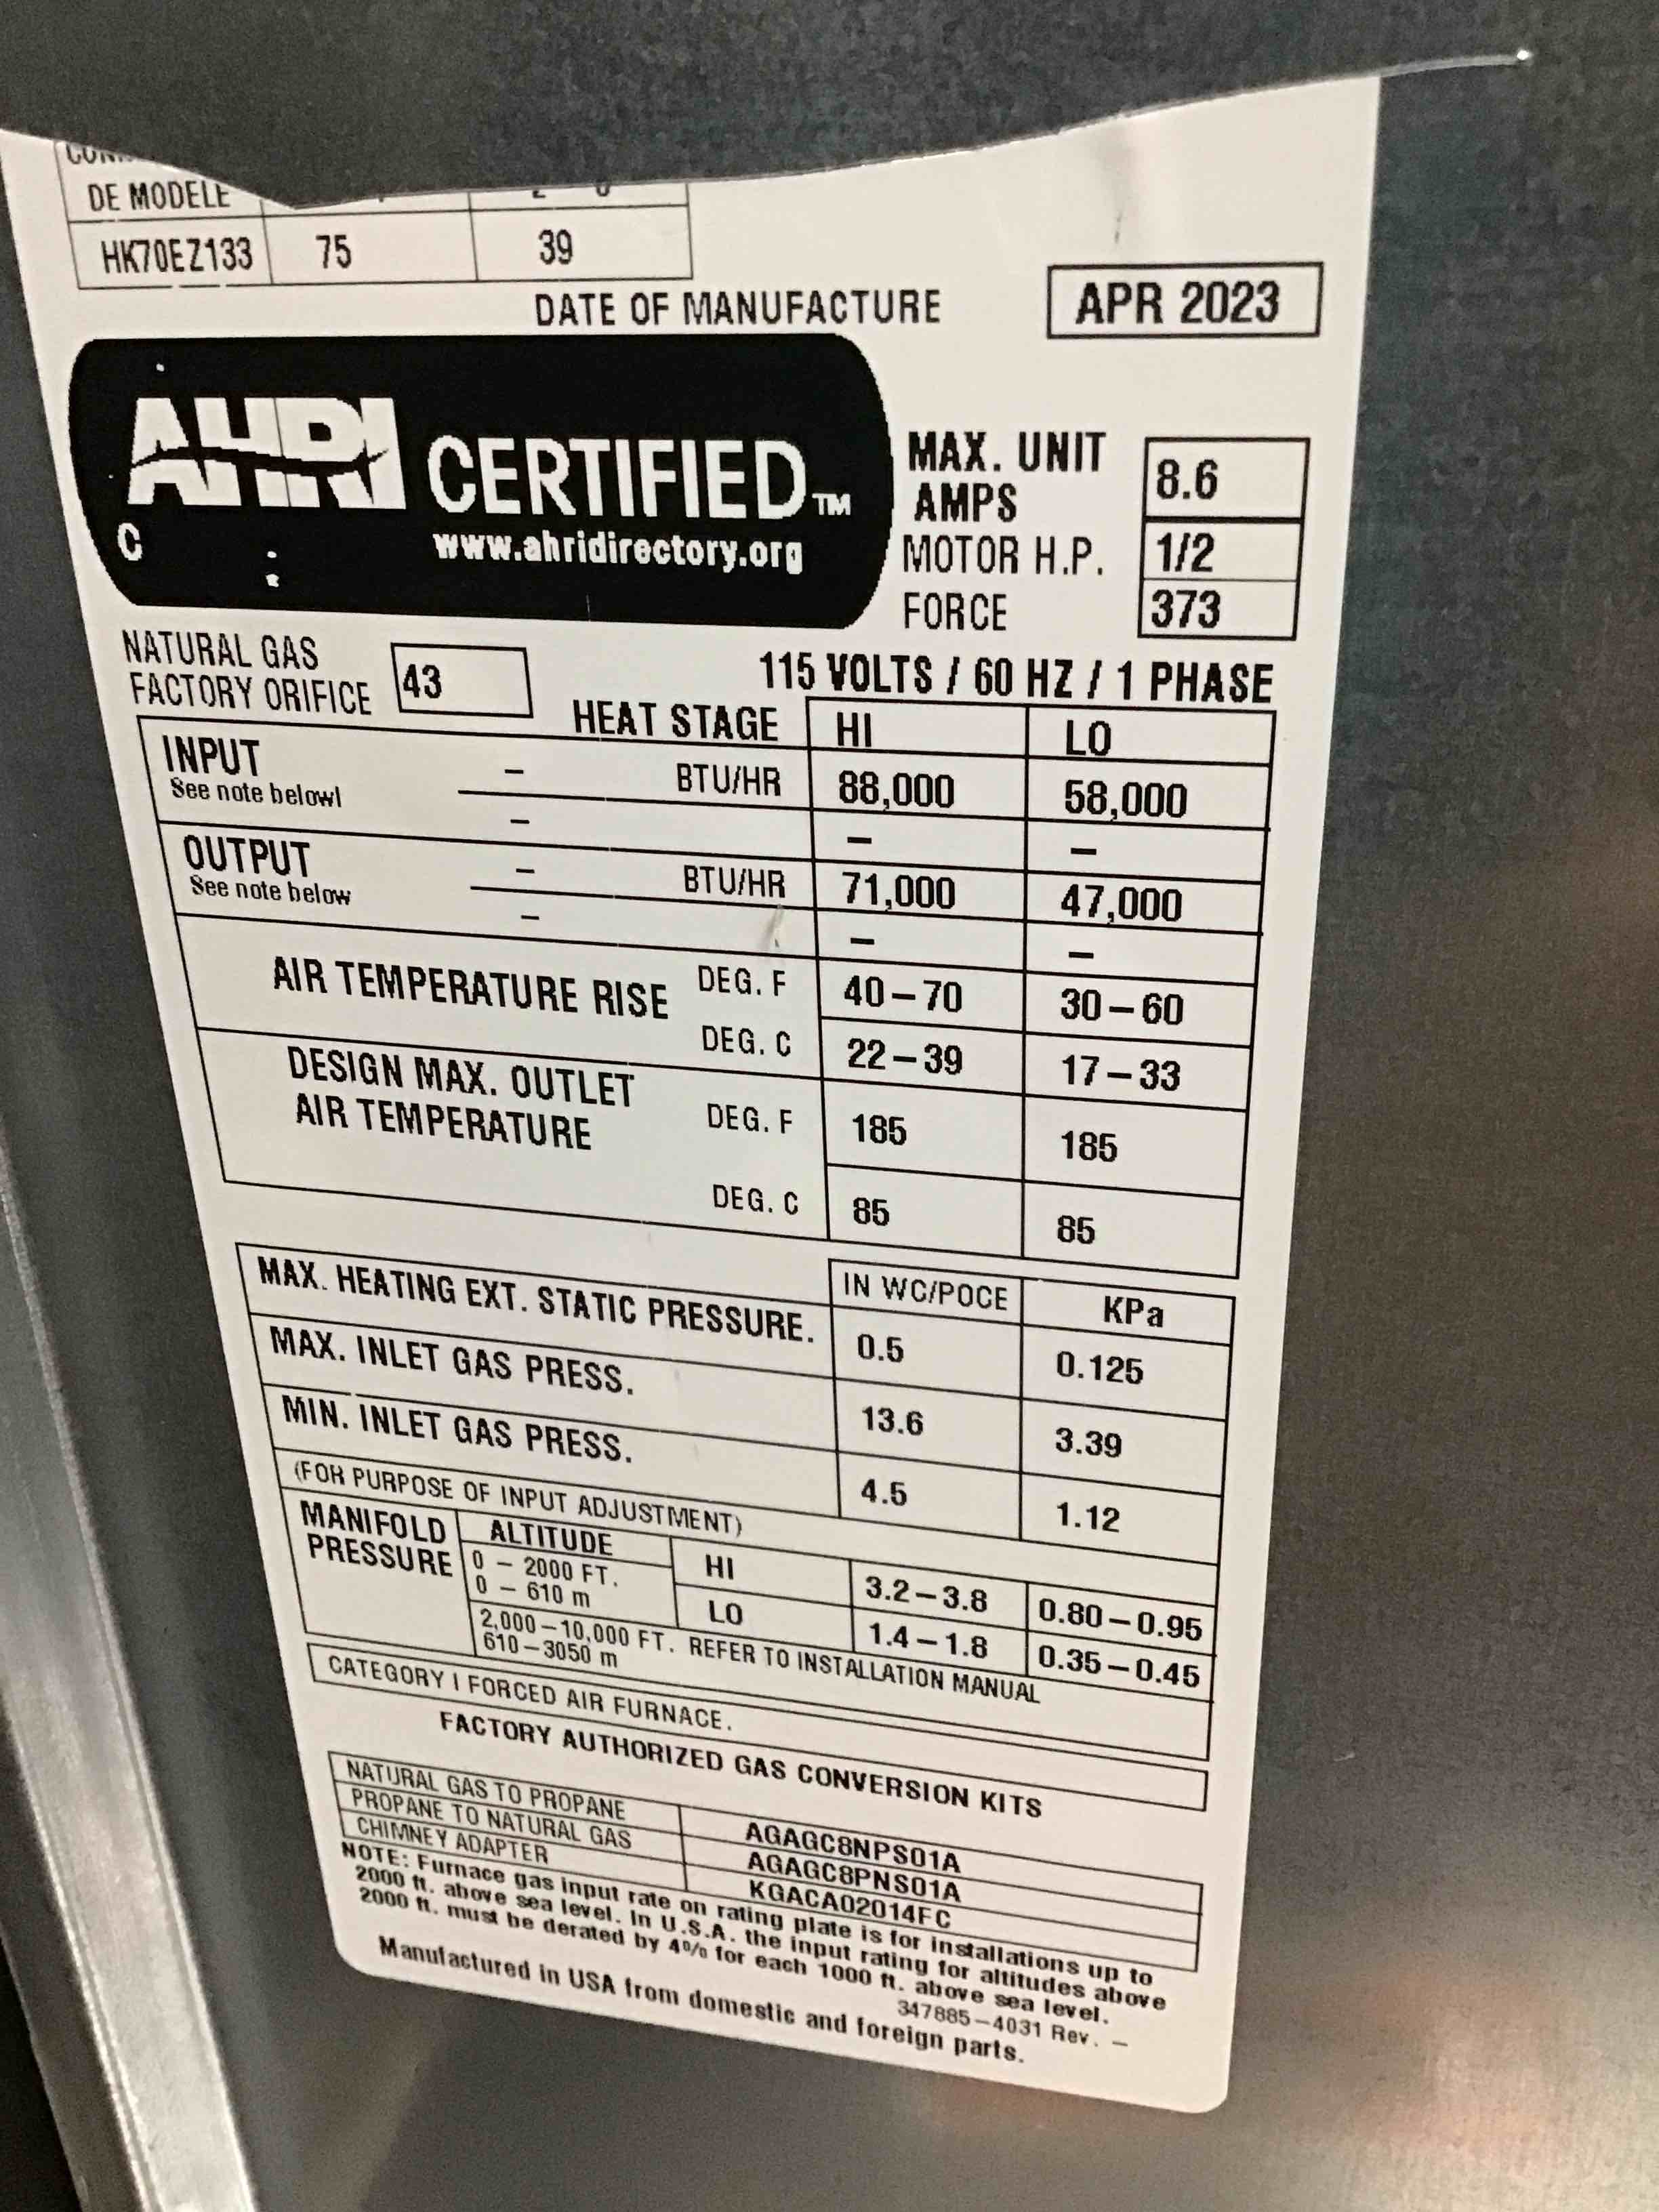 DE MODELE
HK70EZ133 75 39
DATE OF MANUFACTURE APR 2023
AHRI CERTIFIED TM
www.ahridirectory.org
C
MAX. UNIT
AMPS 8.6
MOTOR H.P. 1/2
FORCE 373
NATURAL GAS
FACTORY ORIFICE 43
115 VOLTS / 60 HZ / 1 PHASE
HEAT STAGE HI LO
INPUT – BTU/HR 88,000 58,000
See note belowl
– – –
OUTPUT – BTU/HR 71,000 47,000
See note below
– – –
AIR TEMPERATURE RISE DEG. F 40–70 30–60
DEG. C 22–39 17–33
DESIGN MAX. OUTLET
AIR TEMPERATURE DEG. F 185 185
DEG. C 85 85
IN WC/POCE KPa
MAX. HEATING EXT. STATIC PRESSURE. 0.5 0.125
MAX. INLET GAS PRESS. 13.6 3.39
MIN. INLET GAS PRESS. 4.5 1.12
(FOR PURPOSE OF INPUT ADJUSTMENT)
MANIFOLD
PRESSURE
ALTITUDE
0 – 2000 FT.
0 – 610 m
HI 3.2–3.8 0.80–0.95
LO 1.4–1.8 0.35–0.45
2,000–10,000 FT. REFER TO INSTALLATION MANUAL
610–3050 m
CATEGORY I FORCED AIR FURNACE.
FACTORY AUTHORIZED GAS CONVERSION KITS
NATURAL GAS TO PROPANE AGAGC8NPS01A
PROPANE TO NATURAL GAS AGAGC8PNS01A
CHIMNEY ADAPTER KGACA02014FC
NOTE: Furnace gas input rate on rating plate is for installations up to
2000 ft. above sea level. In U.S.A. the input rating for altitudes above
2000 ft. must be derated by 4% for each 1000 ft. above sea level.
347885–4031 Rev. –
Manufactured in USA from domestic and foreign parts.